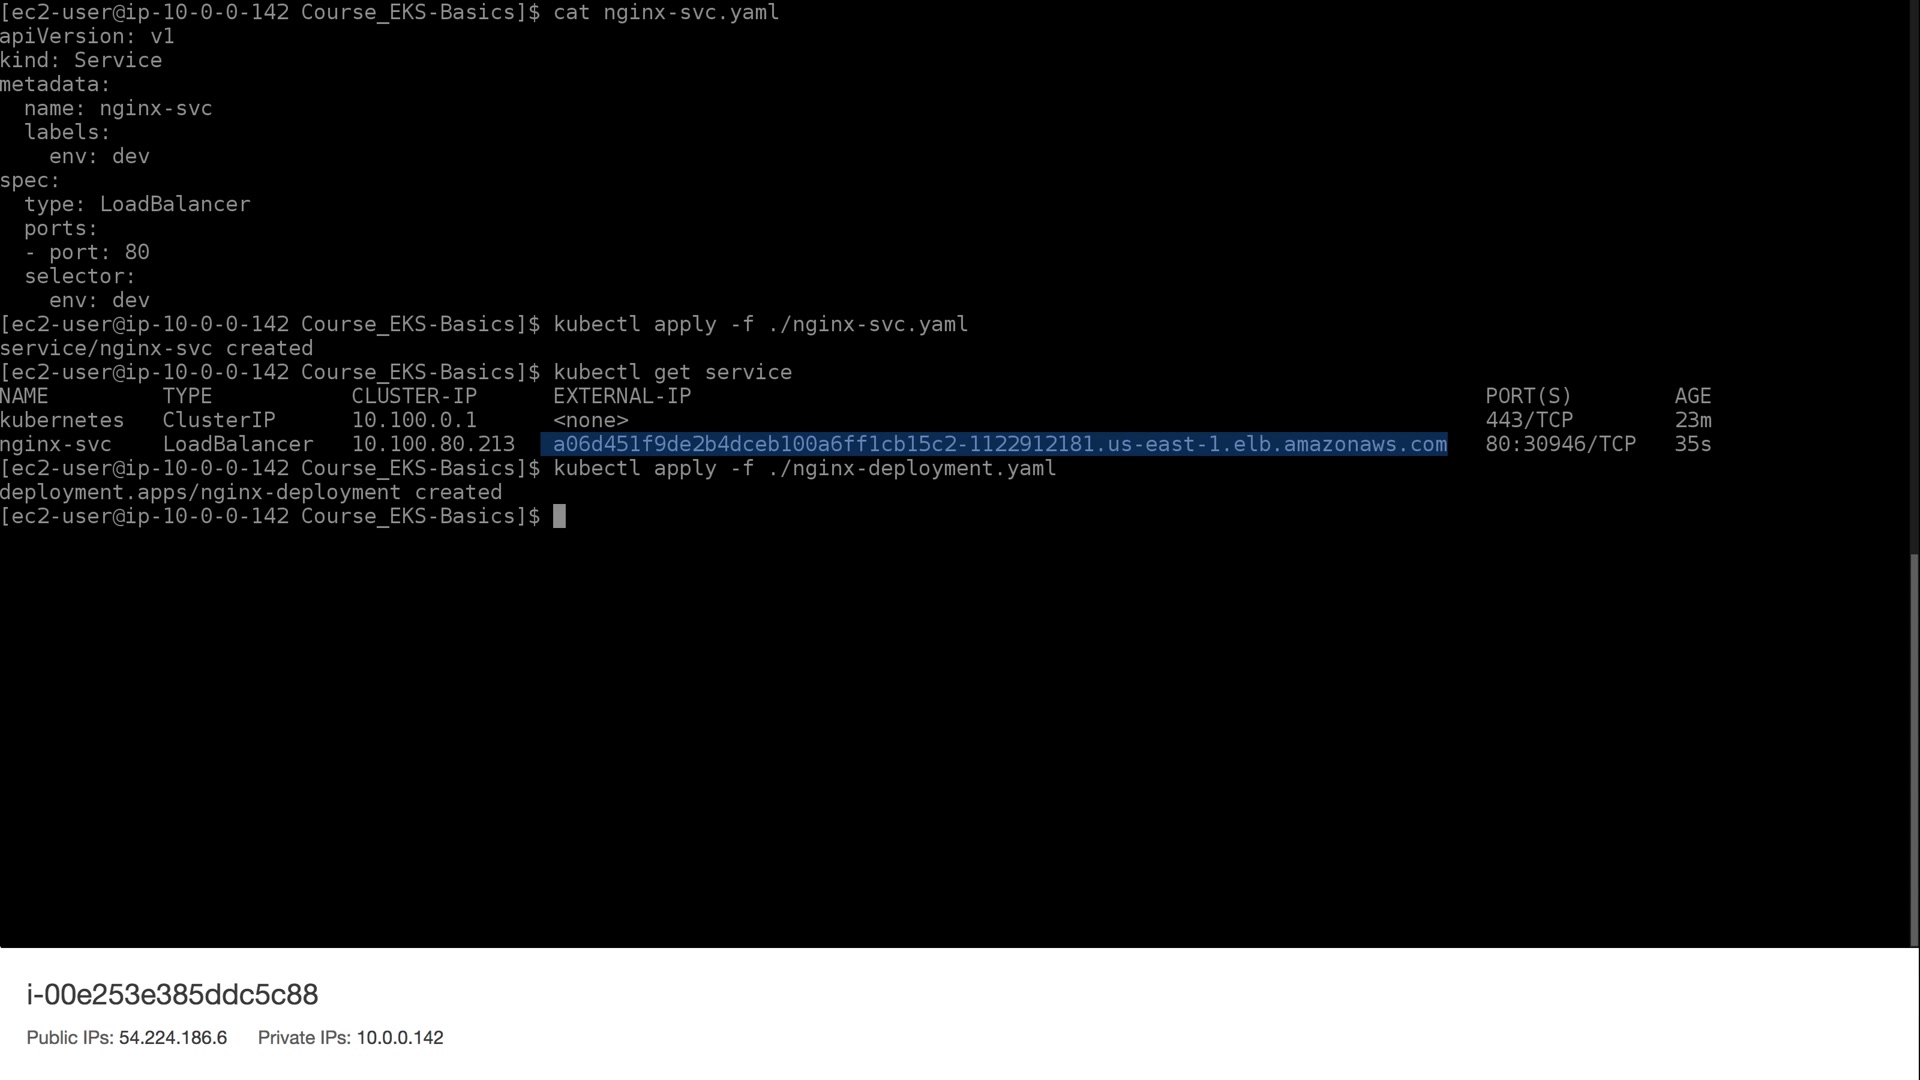 [ec2-user@ip-10-0-0-142 Course_EKS-Basics]$ cat nginx-svc.yaml
apiVersion: v1
kind: Service
metadata:
  name: nginx-svc
  labels:
    env: dev
spec:
  type: LoadBalancer
  ports:
  - port: 80
  selector:
    env: dev
[ec2-user@ip-10-0-0-142 Course_EKS-Basics]$ kubectl apply -f ./nginx-svc.yaml
service/nginx-svc created
[ec2-user@ip-10-0-0-142 Course_EKS-Basics]$ kubectl get service
NAME         TYPE           CLUSTER-IP      EXTERNAL-IP                                                               PORT(S)        AGE
kubernetes   ClusterIP      10.100.0.1      <none>                                                                    443/TCP        23m
nginx-svc    LoadBalancer   10.100.80.213   a06d451f9de2b4dceb100a6ff1cb15c2-1122912181.us-east-1.elb.amazonaws.com   80:30946/TCP   35s
[ec2-user@ip-10-0-0-142 Course_EKS-Basics]$ kubectl apply -f ./nginx-deployment.yaml
deployment.apps/nginx-deployment created
[ec2-user@ip-10-0-0-142 Course_EKS-Basics]$
i-00e253e385ddc5c88
Public IPs: 54.224.186.6 Private IPs: 10.0.0.142